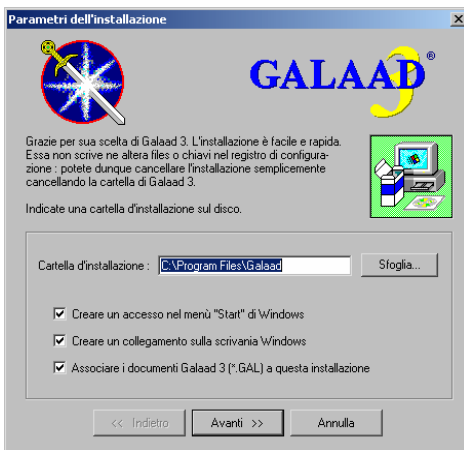 Parametri dell'installazione
GALAAD®
3
Grazie per sua scelta di Galaad 3. L'installazione è facile e rapida.
Essa non scrive ne altera files o chiavi nel registro di configura-
zione : potete dunque cancellare l'installazione semplicemente
cancellando la cartella di Galaad 3.
Indicate una cartella d'installazione sul disco.
Cartella d'installazione : C:\Program Files\Galaad Sfoglia...
Creare un accesso nel menù "Start" di Windows
Creare un collegamento sulla scrivania Windows
Associare i documenti Galaad 3 (*.GAL) a questa installazione
<< Indietro Avanti >> Annulla